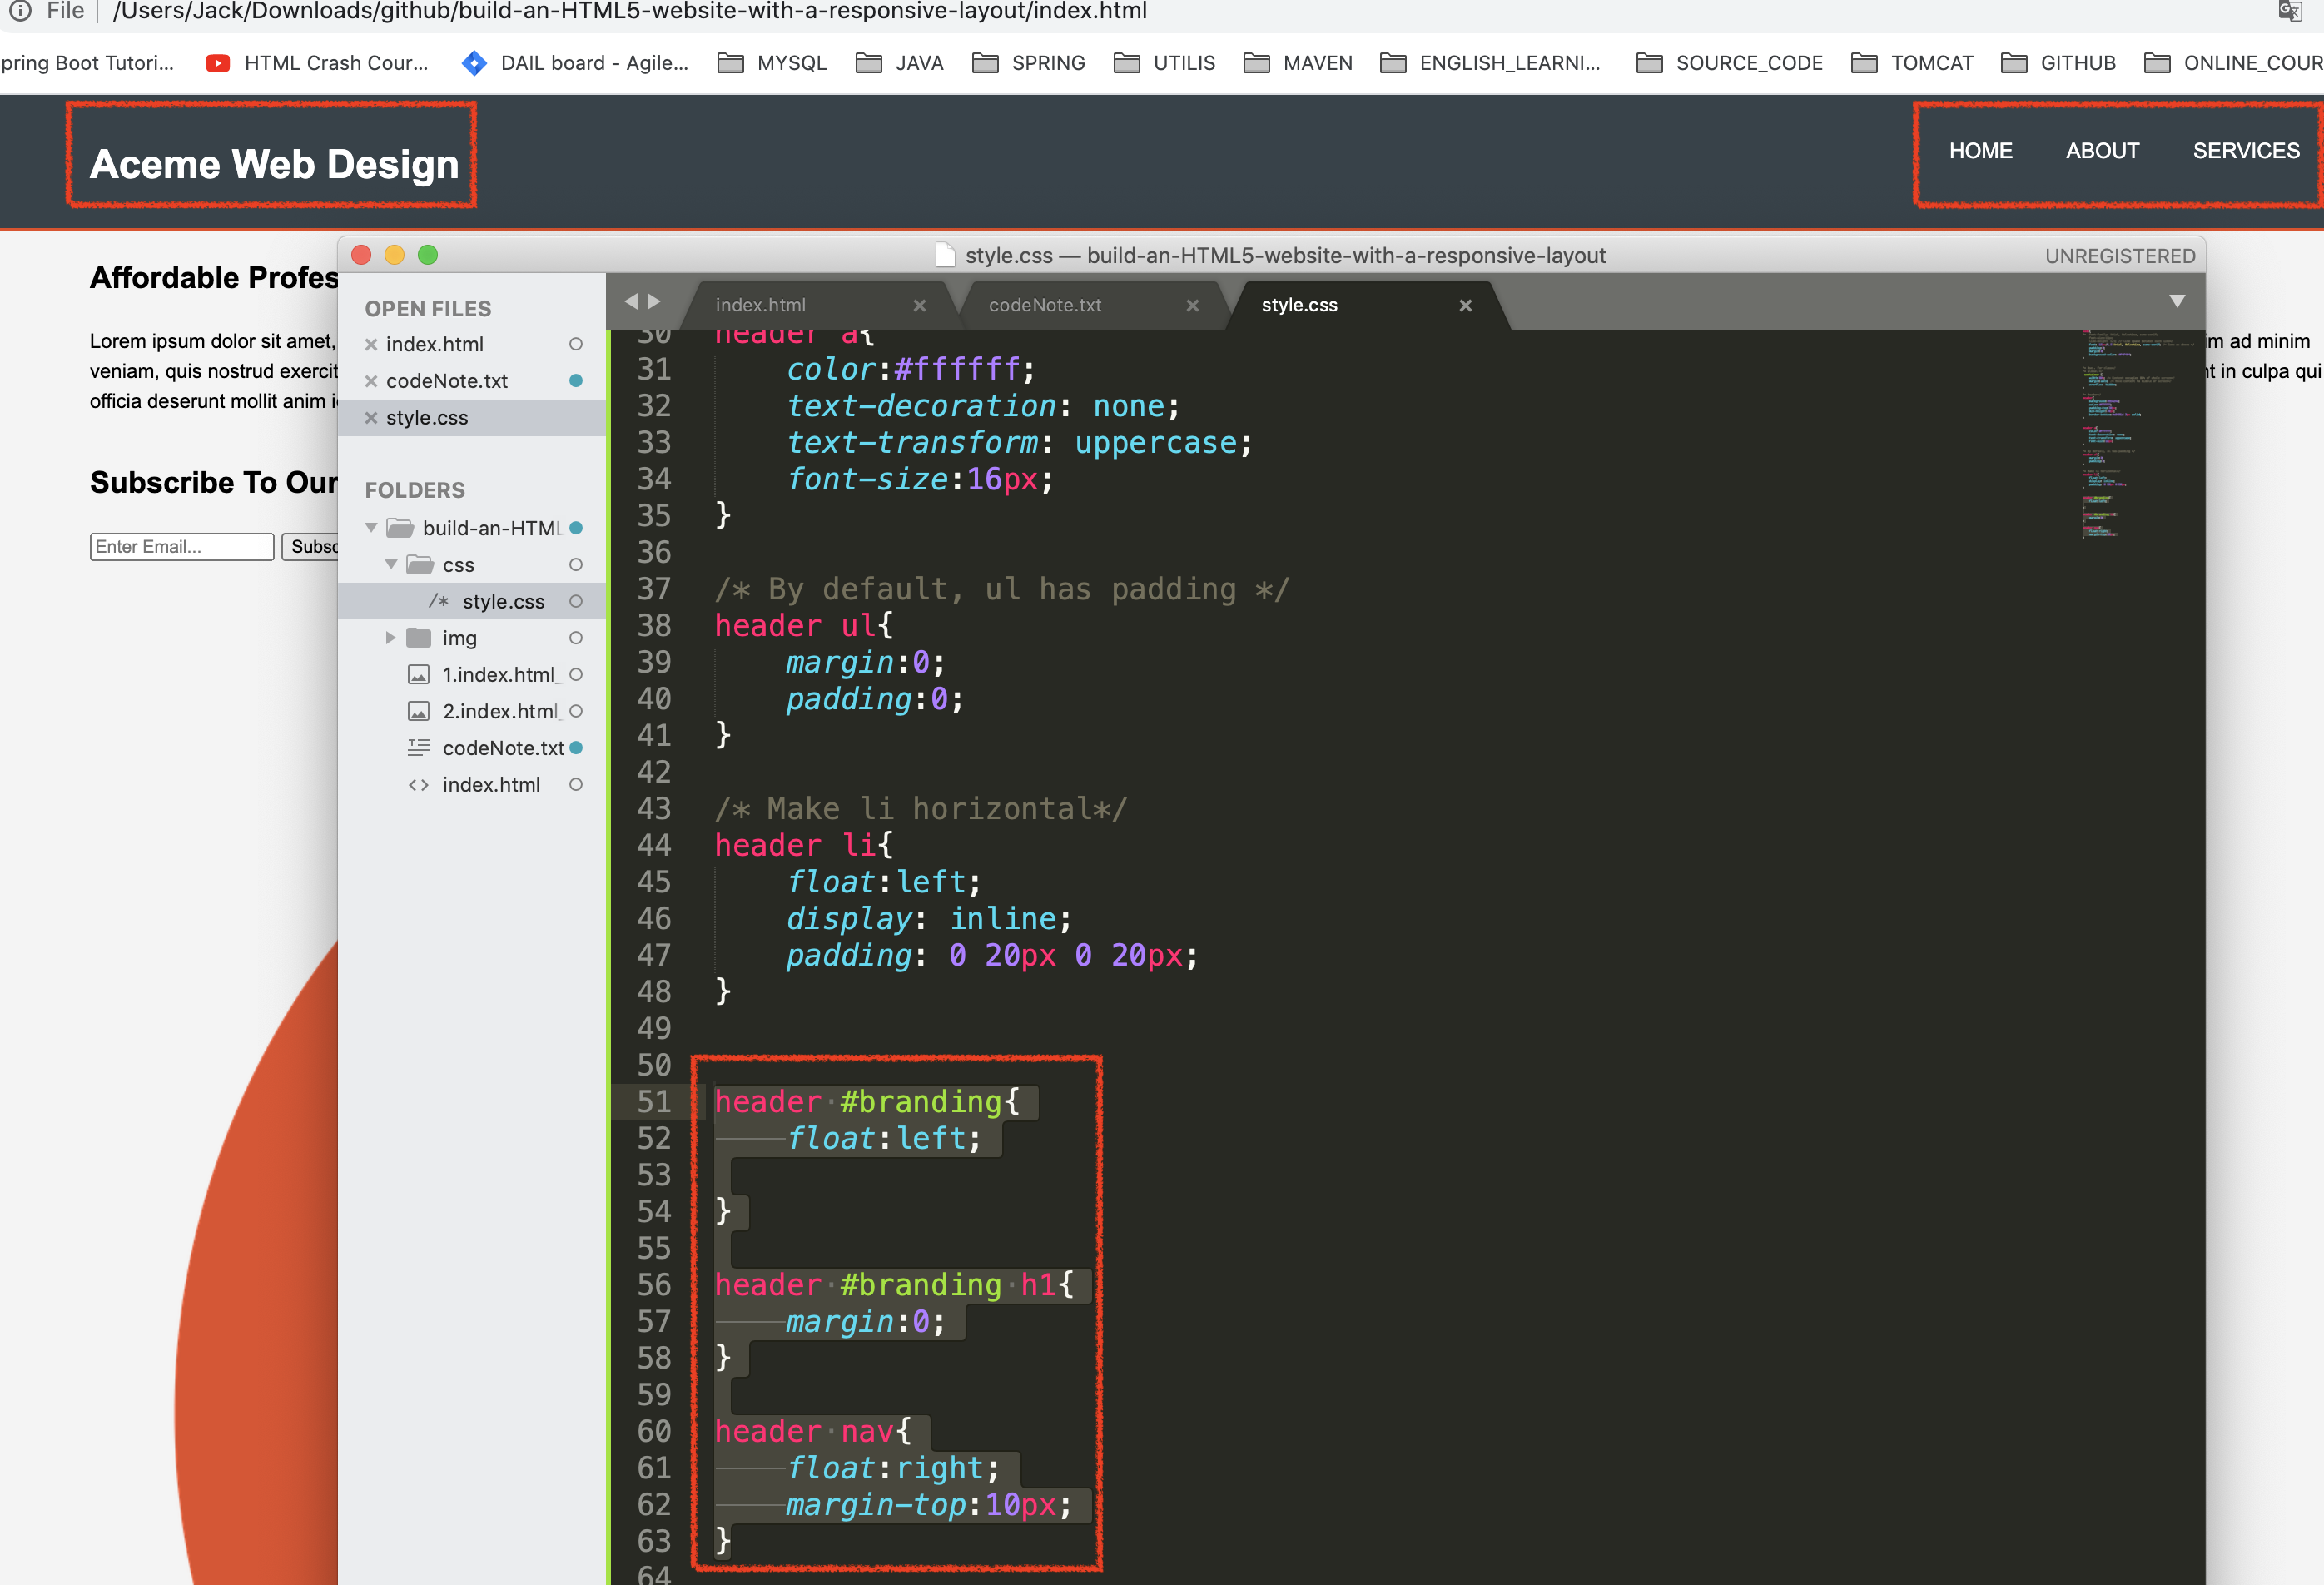 File /Users/Jack/Downloads/github/build-an-HTML5-website-with-a-responsive-layout/index.html
pring Boot Tutori... HTML Crash Cour... DAIL board - Agile... MYSQL JAVA SPRING UTILIS MAVEN ENGLISH_LEARNI... SOURCE_CODE TOMCAT GITHUB ONLINE_COUR
Aceme Web Design
HOME ABOUT SERVICES
Affordable Profes
Lorem ipsum dolor sit amet,
m ad minim
veniam, quis nostrud exercit
nt in culpa qui
officia deserunt mollit anim i
Subscribe To Our
Enter Email... Subsc
style.css — build-an-HTML5-website-with-a-responsive-layout
UNREGISTERED
OPEN FILES
index.html
codeNote.txt
style.css
FOLDERS
build-an-HTML
css
/* style.css
img
1.index.html_
2.index.html_
codeNote.txt
<> index.html
index.html codeNote.txt style.css
30 header a{
31 color:#ffffff;
32 text-decoration: none;
33 text-transform: uppercase;
34 font-size:16px;
35 }
36
37 /* By default, ul has padding */
38 header ul{
39 margin:0;
40 padding:0;
41 }
42
43 /* Make li horizontal*/
44 header li{
45 float:left;
46 display: inline;
47 padding: 0 20px 0 20px;
48 }
49
50
51 header #branding{
52 float:left;
53
54 }
55
56 header #branding h1{
57 margin:0;
58 }
59
60 header nav{
61 float:right;
62 margin-top:10px;
63 }
64